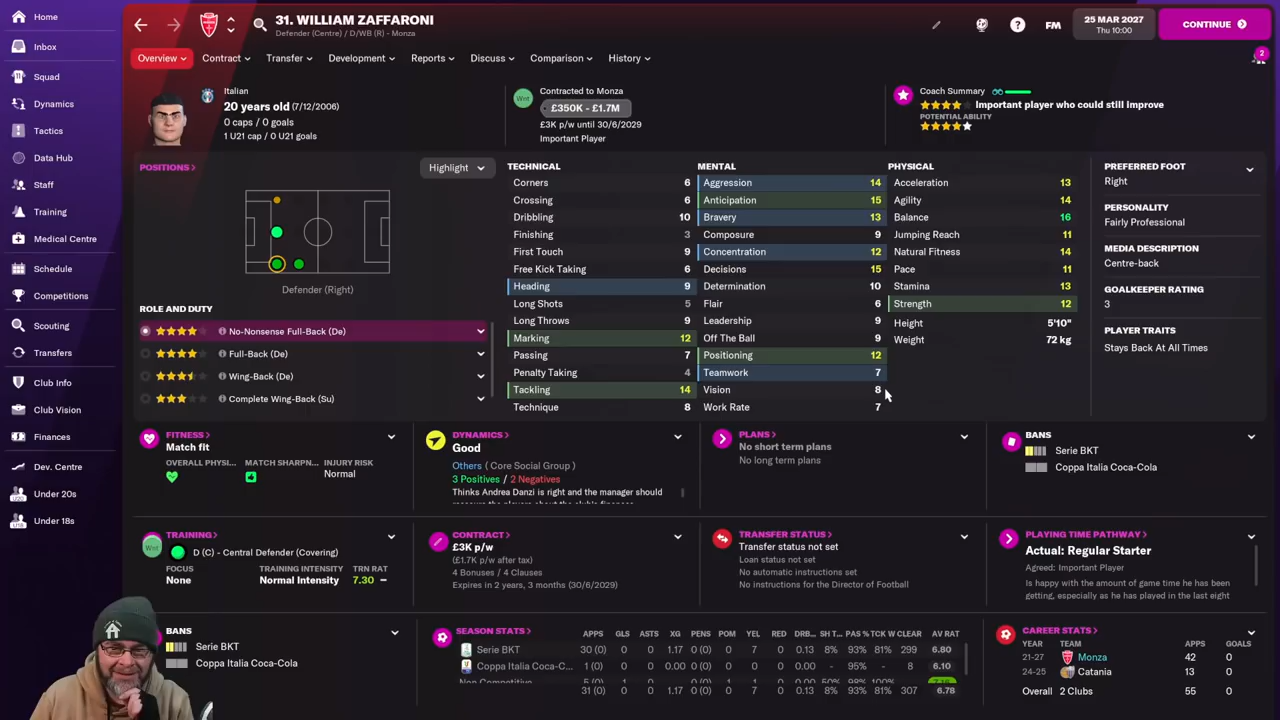 Home
Inbox
Squad
Dynamics
Tactics
Data Hub
Staff
Training
Medical Centre
Schedule
Competitions
Scouting
Transfers
Club Info
Club Vision
Finances
Dev. Centre
Under 20s
Under 18s
31. WILLIAM ZAFFARONI
Defender (Centre) / D/WB (R) - Monza
FM
25 MAR 2027
Thu 10:00
CONTINUE
2
Overview
Contract
Transfer
Development
Reports
Discuss
Comparison
History
Italian
20 years old (7/12/2006)
0 caps / 0 goals
1 U21 cap / 0 U21 goals
Wnt
Contracted to Monza
£350K - £1.7M
£3K p/w until 30/6/2029
Important Player
Coach Summary
Important player who could still improve
POTENTIAL ABILITY
POSITIONS
Highlight
Defender (Right)
ROLE AND DUTY
No-Nonsense Full-Back (De)
Full-Back (De)
Wing-Back (De)
Complete Wing-Back (Su)
TECHNICAL
Corners 6
Crossing 6
Dribbling 10
Finishing 3
First Touch 9
Free Kick Taking 6
Heading 9
Long Shots 5
Long Throws 9
Marking 12
Passing 7
Penalty Taking 4
Tackling 14
Technique 8
MENTAL
Aggression 14
Anticipation 15
Bravery 13
Composure 9
Concentration 12
Decisions 15
Determination 10
Flair 6
Leadership 9
Off The Ball 9
Positioning 12
Teamwork 7
Vision 8
Work Rate 7
PHYSICAL
Acceleration 13
Agility 14
Balance 16
Jumping Reach 11
Natural Fitness 14
Pace 11
Stamina 13
Strength 12
Height 5'10"
Weight 72 kg
PREFERRED FOOT
Right
PERSONALITY
Fairly Professional
MEDIA DESCRIPTION
Centre-back
GOALKEEPER RATING
3
PLAYER TRAITS
Stays Back At All Times
FITNESS
Match fit
OVERALL PHYSI... MATCH SHARPN... INJURY RISK
Normal
DYNAMICS
Good
Others ( Core Social Group )
3 Positives / 2 Negatives
Thinks Andrea Danzi is right and the manager should
reassure the players about the club's finances
PLANS
No short term plans
No long term plans
BANS
Serie BKT
Coppa Italia Coca-Cola
TRAINING
Wnt
D (C) - Central Defender (Covering)
FOCUS TRAINING INTENSITY TRN RAT
None Normal Intensity 7.30
CONTRACT
£3K p/w
(£1.7K p/w after tax)
4 Bonuses / 4 Clauses
Expires in 2 years, 3 months (30/6/2029)
TRANSFER STATUS
Transfer status not set
Loan status not set
No automatic instructions set
No instructions for the Director of Football
PLAYING TIME PATHWAY
Actual: Regular Starter
Agreed: Important Player
Is happy with the amount of game time he has been
getting, especially as he has played in the last eight
BANS
Serie BKT
Coppa Italia Coca-Cola
SEASON STATS APPS GLS ASTS XG PENS POM YEL RED DRB... SH T... PAS % TCK W CLEAR AV RAT
Serie BKT 30 (0) 0 0 1.17 0 (0) 0 7 0 0.13 8% 93% 81% 299 6.80
Coppa Italia Coca-C... 1 (0) 0 0 0.00 0 (0) 0 0 0 0.00 - 95% - 8 6.10
31 (0) 0 0 1.17 0 (0) 0 7 0 0.13 8% 93% 81% 307 6.78
CAREER STATS
YEAR TEAM APPS GOALS
21-27 Monza 42 0
24-25 Catania 13 0
Overall 2 Clubs 55 0